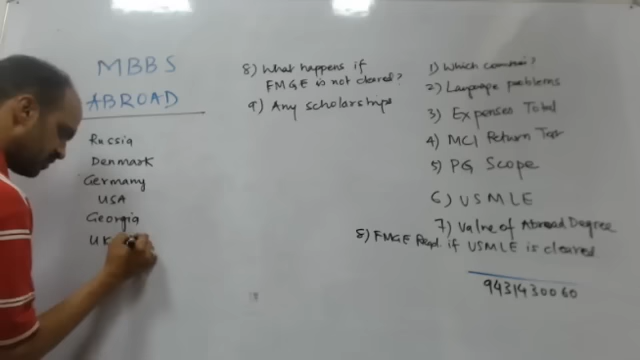 MBBS
ABROAD
Russia
Denmark
Germany
USA
Georgia
UK
8) What happens if
FMGE is not cleared?
9) Any scholarships
1) Which countries?
2) Language problems
3) Expenses Total
4) MCI Return Test
5) PG Scope
6) USMLE
7) Value of Abroad Degree
8) FMGE Reqd. if USMLE is cleared
9431430060